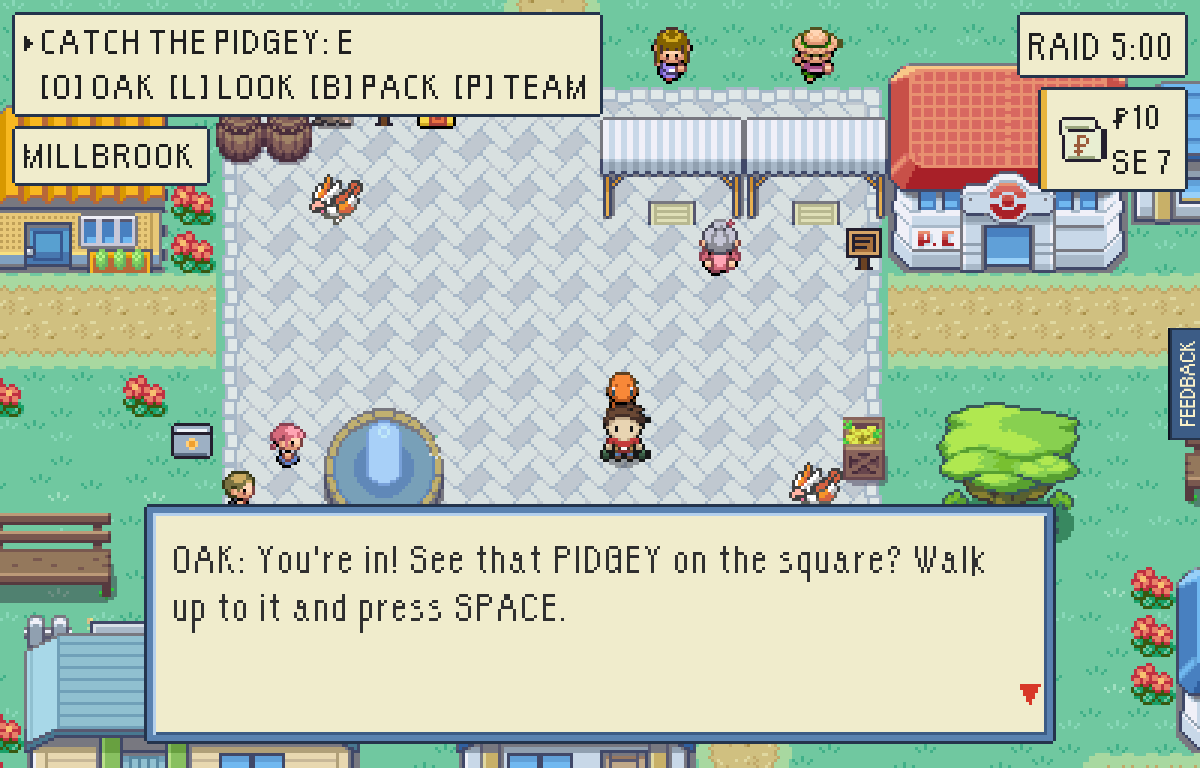 ▸CATCH THE PIDGEY: E
[O] OAK [L] LOOK [B] PACK [P] TEAM
RAID 5:00
₽10
SE 7
MILLBROOK
P.C
FEEDBACK
OAK: You're in! See that PIDGEY on the square? Walk
up to it and press SPACE.